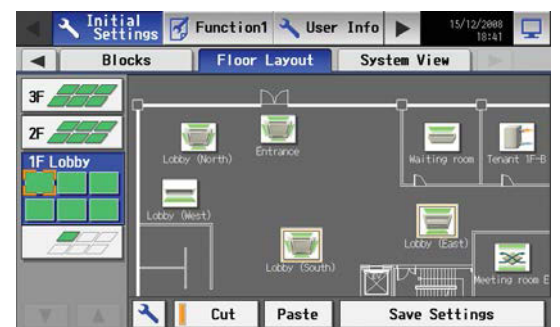 Initial
Settings
Function1
User Info
15/12/2008
18:41
Blocks
Floor Layout
System View
3F
2F
1F Lobby
Lobby (North)
Entrance
Waiting room
Tenant 1F-B
Lobby (West)
Lobby (South)
Lobby (East)
Meeting room E
Cut
Paste
Save Settings